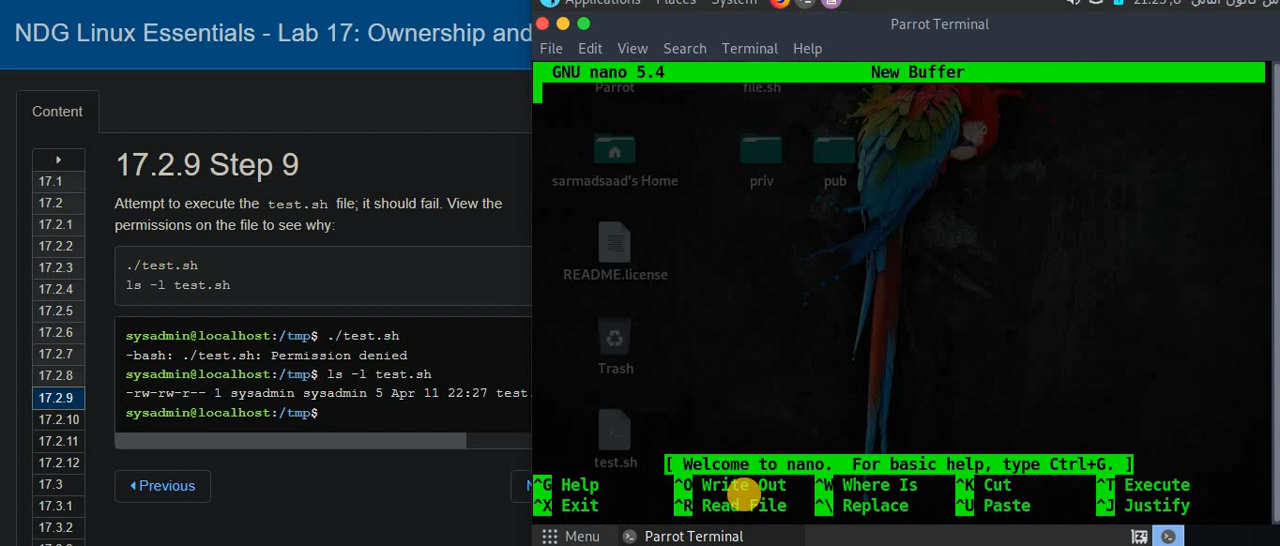 NDG Linux Essentials - Lab 17: Ownership and
Content
17.1
17.2
17.2.1
17.2.2
17.2.3
17.2.4
17.2.5
17.2.6
17.2.7
17.2.8
17.2.9
17.2.10
17.2.11
17.2.12
17.3
17.3.1
17.3.2
17.2.9 Step 9
Attempt to execute the test.sh file; it should fail. View the
permissions on the file to see why:
./test.sh
ls -l test.sh
sysadmin@localhost:/tmp$ ./test.sh
-bash: ./test.sh: Permission denied
sysadmin@localhost:/tmp$ ls -l test.sh
-rw-rw-r-- 1 sysadmin sysadmin 5 Apr 11 22:27 test.
sysadmin@localhost:/tmp$
Previous
N
Applications Places System
Parrot Terminal
File Edit View Search Terminal Help
GNU nano 5.4 New Buffer
Parrot file.sh
sarmadsaad's Home priv pub
README.license
Trash
test.sh
[ Welcome to nano. For basic help, type Ctrl+G. ]
^G Help ^O Write Out ^W Where Is ^K Cut ^T Execute
^X Exit ^R Read File ^\ Replace ^U Paste ^J Justify
Menu Parrot Terminal